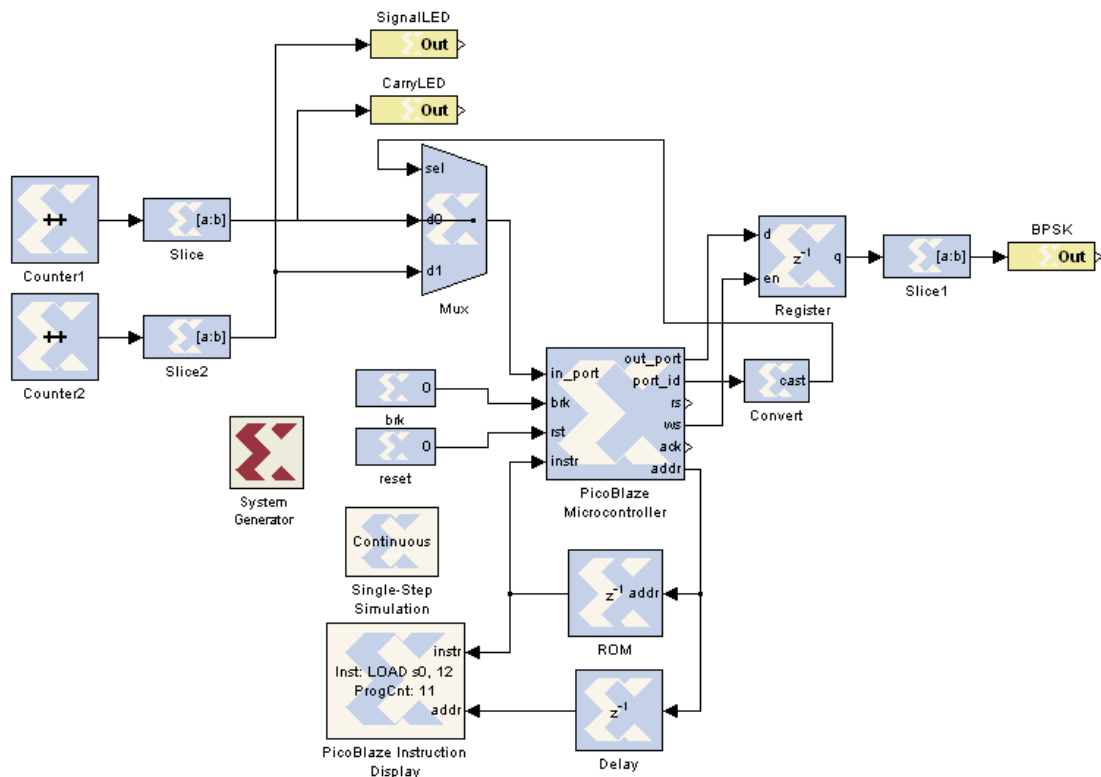 SignalLED
Out
CarryLED
Out
sel
d0
d1
Mux
++
Counter1
[a:b]
Slice
++
Counter2
[a:b]
Slice2
d
en
z-1
q
Register
[a:b]
Slice1
BPSK
Out
in_port
brk
rst
instr
out_port
port_id
rs
ws
ack
addr
PicoBlaze
Microcontroller
cast
Convert
0
brk
0
reset
System
Generator
Continuous
Single-Step
Simulation
z-1 addr
ROM
instr
Inst: LOAD s0, 12
ProgCnt: 11
addr
PicoBlaze Instruction
Display
z-1
Delay